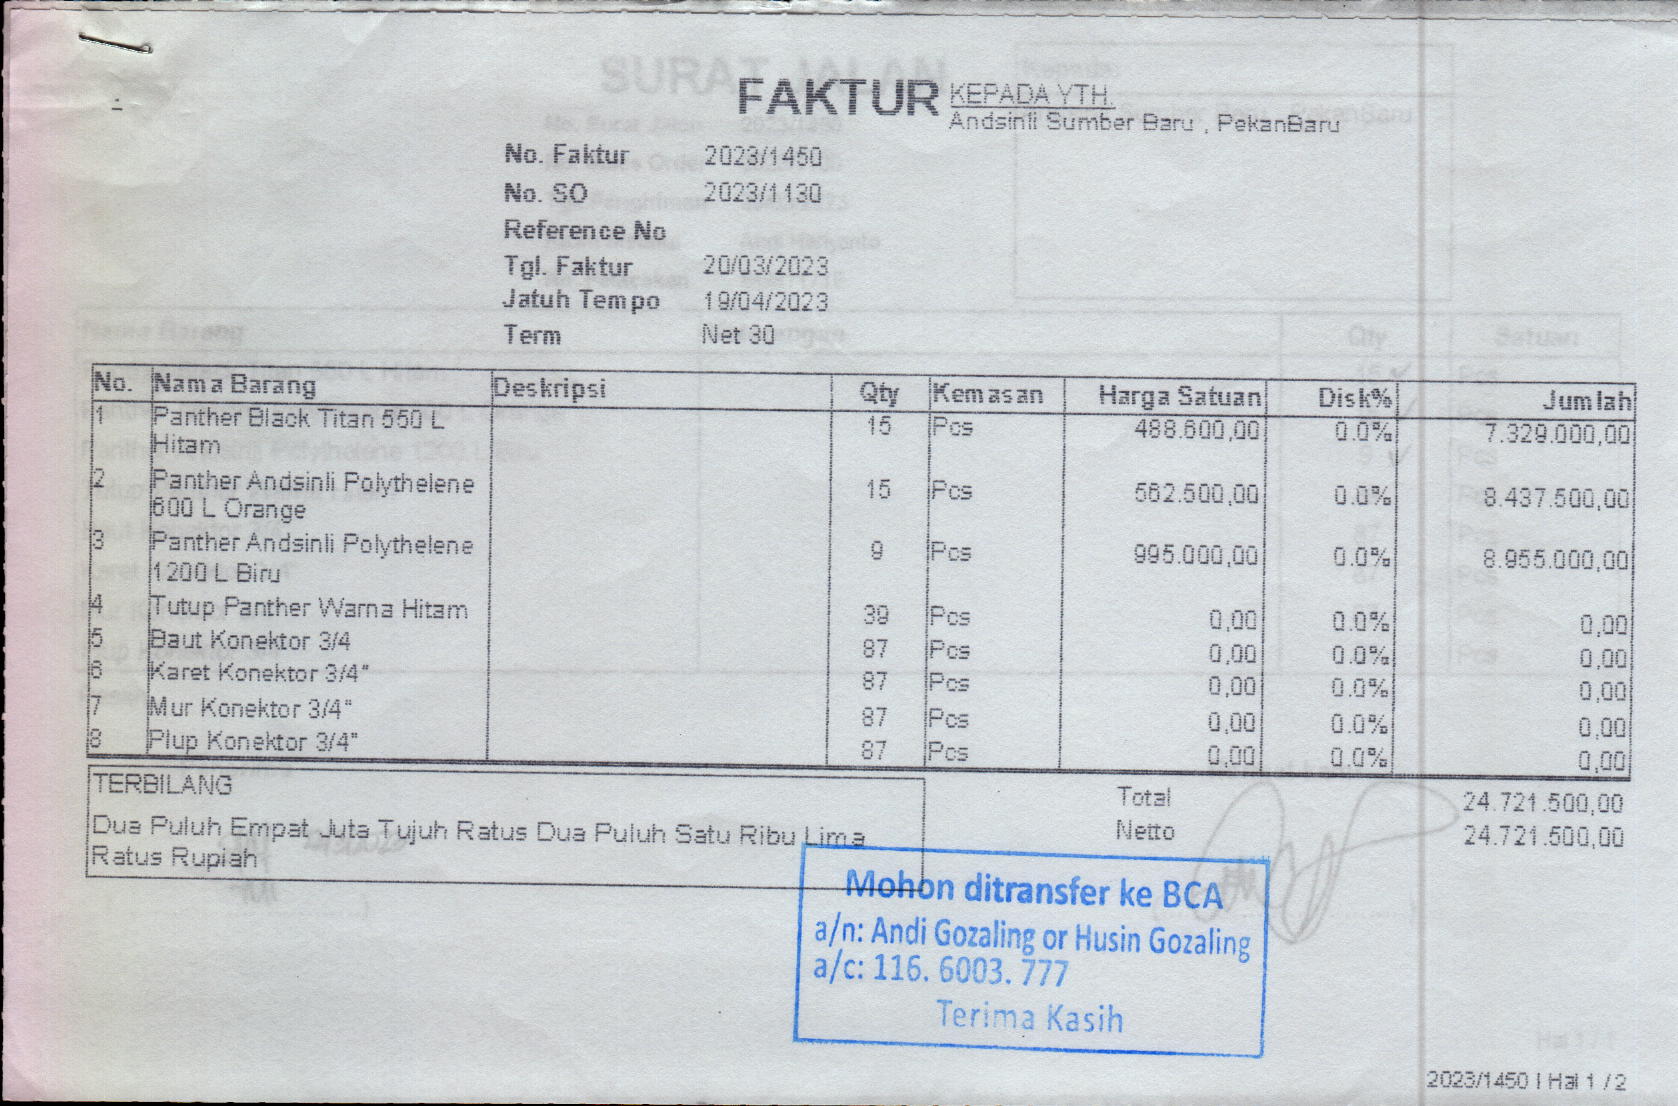 FAKTUR
KEPADA YTH.
Andsinli Sumber Baru , PekanBaru
No. Faktur 2023/1450
No. SO 2023/1130
Reference No
Tgl. Faktur 20/03/2023
Jatuh Tempo 19/04/2023
Term Net 30
No. Nama Barang Deskripsi Qty Kemasan Harga Satuan Disk% Jumlah
1 Panther Black Titan 550 L 15 Pcs 488.600,00 0.0% 7.329.000,00
Hitam
2 Panther Andsinli Polythelene 15 Pcs 562.500,00 0.0% 8.437.500,00
600 L Orange
3 Panther Andsinli Polythelene 9 Pcs 995.000,00 0.0% 8.955.000,00
1200 L Biru
4 Tutup Panther Warna Hitam 39 Pcs 0,00 0.0% 0,00
5 Baut Konektor 3/4 87 Pcs 0,00 0.0% 0,00
6 Karet Konektor 3/4" 87 Pcs 0,00 0.0% 0,00
7 Mur Konektor 3/4" 87 Pcs 0,00 0.0% 0,00
8 Plup Konektor 3/4" 87 Pcs 0,00 0.0% 0,00
TERBILANG
Dua Puluh Empat Juta Tujuh Ratus Dua Puluh Satu Ribu Lima
Ratus Rupiah
Total 24.721.500,00
Netto 24.721.500,00
Mohon ditransfer ke BCA
a/n: Andi Gozaling or Husin Gozaling
a/c: 116. 6003. 777
Terima Kasih
2023/1450 | Hal 1 / 2